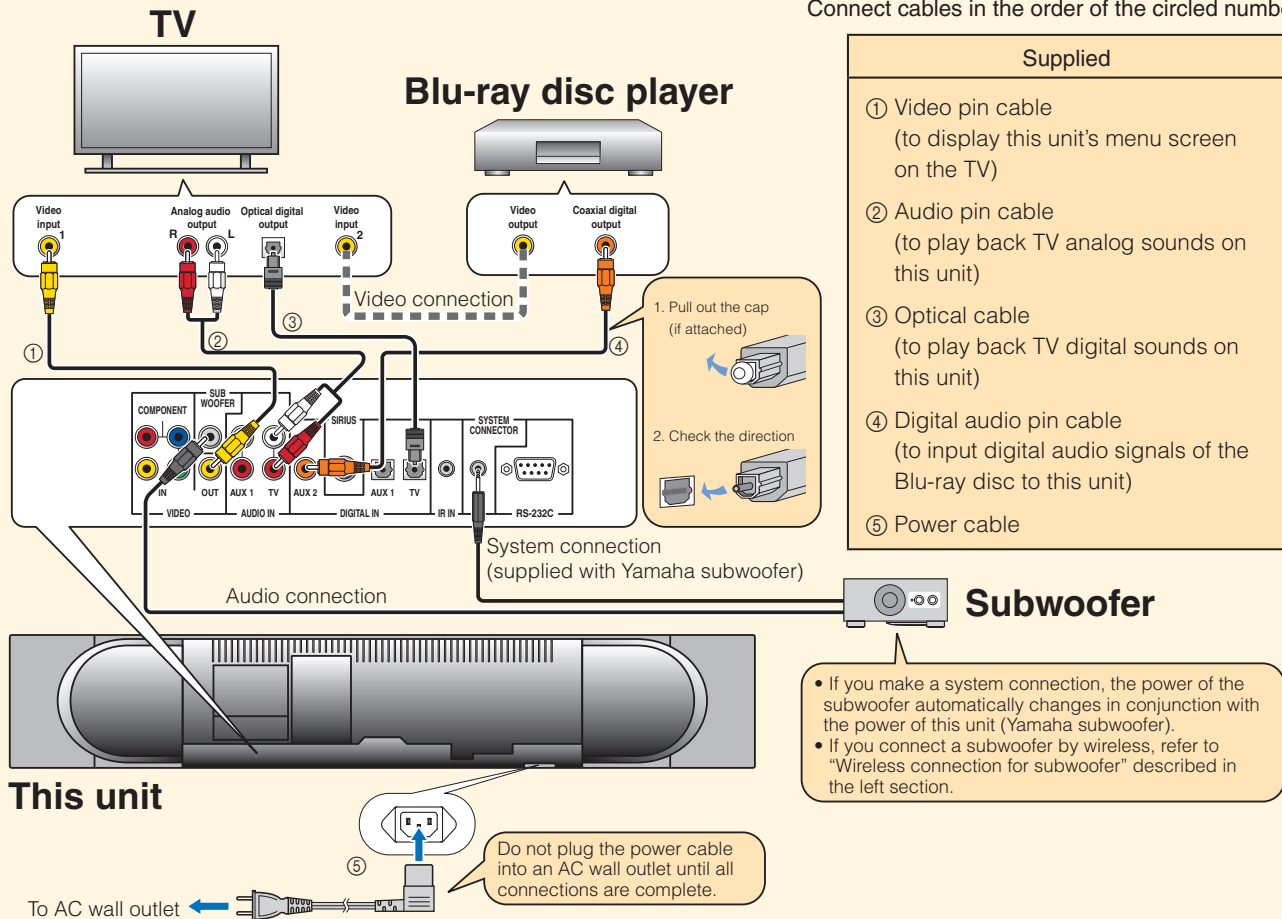 TV
Connect cables in the order of the circled
Blu-ray disc player
Supplied
① Video pin cable
(to display this unit's menu screen
on the TV)
② Audio pin cable
(to play back TV analog sounds on
this unit)
③ Optical cable
(to play back TV digital sounds on
this unit)
④ Digital audio pin cable
(to input digital audio signals of the
Blu-ray disc to this unit)
⑤ Power cable
Video
input
1
Analog audio
output
R
L
Optical digital
output
Video
input
2
Video
output
Coaxial digital
output
Video connection
①
②
③
④
1. Pull out the cap
(if attached)
2. Check the direction
COMPONENT
SUB
WOOFER
SIRIUS
SYSTEM
CONNECTOR
IN
OUT
AUX 1
TV
AUX 2
AUX 1
TV
VIDEO
AUDIO IN
DIGITAL IN
IR IN
RS-232C
System connection
(supplied with Yamaha subwoofer)
Audio connection
Subwoofer
• If you make a system connection, the power of the
subwoofer automatically changes in conjunction with
the power of this unit (Yamaha subwoofer).
• If you connect a subwoofer by wireless, refer to
“Wireless connection for subwoofer” described in
the left section.
This unit
⑤
Do not plug the power cable
into an AC wall outlet until all
connections are complete.
To AC wall outlet